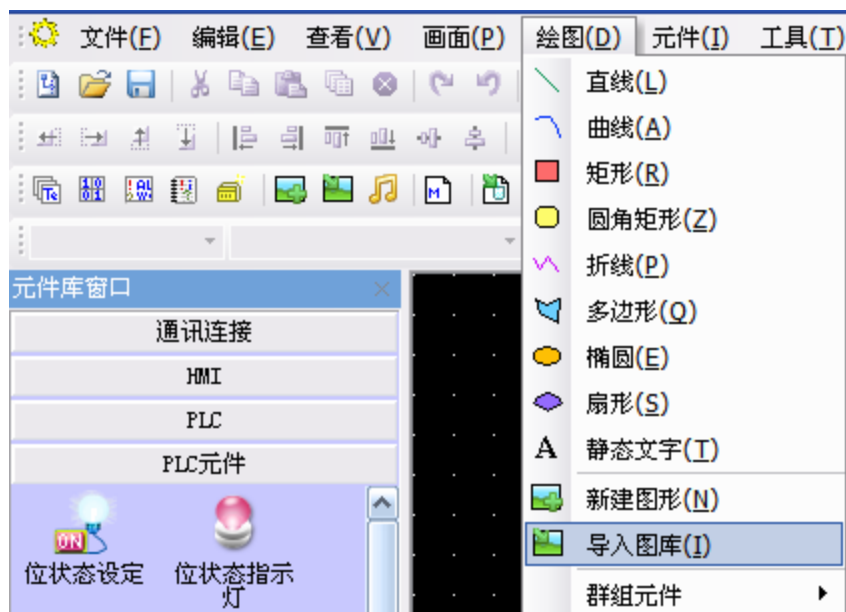 文件(F) 编辑(E) 查看(V) 画面(P) 绘图(D) 元件(I) 工具(T)
直线(L)
曲线(A)
矩形(R)
圆角矩形(Z)
折线(P)
多边形(Q)
椭圆(E)
扇形(S)
A 静态文字(T)
新建图形(N)
导入图库(I)
群组元件
元件库窗口
通讯连接
HMI
PLC
PLC元件
ON
位状态设定
位状态指示
灯